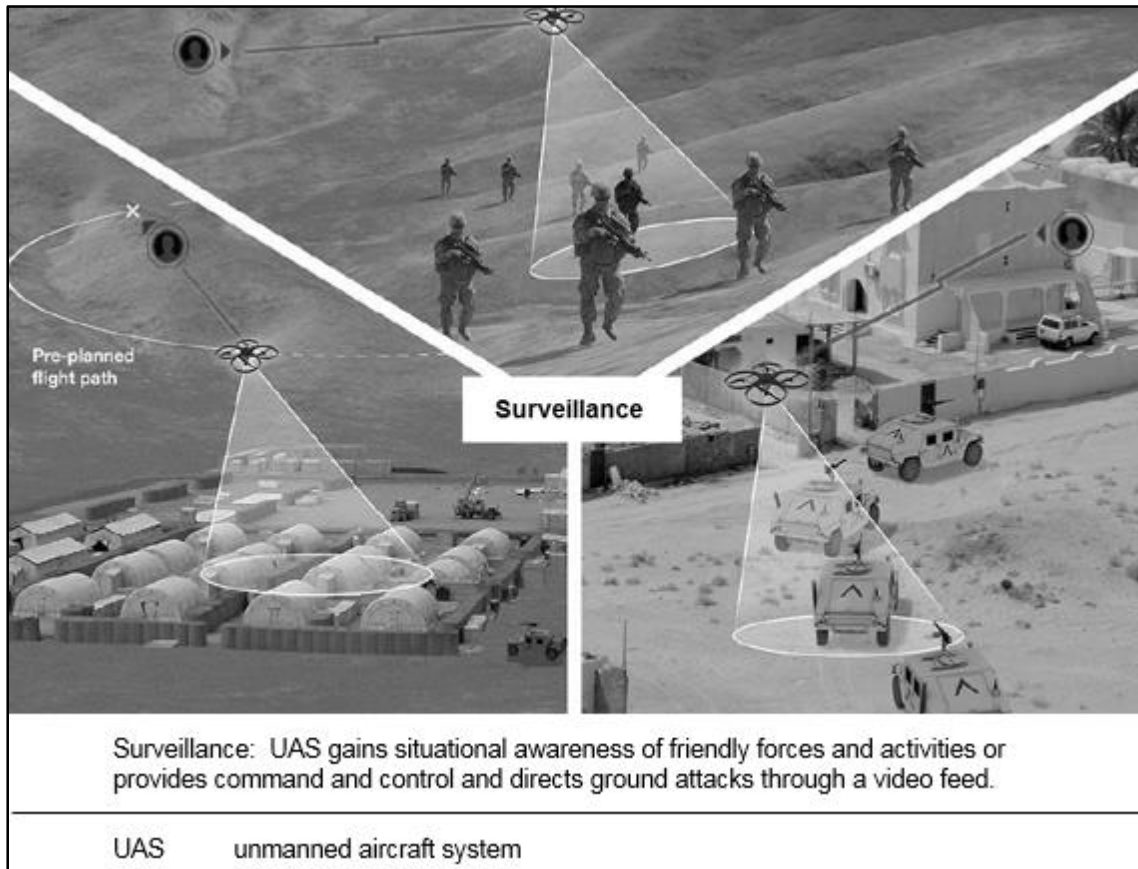 Pre-planned
flight path
Surveillance
Surveillance:  UAS gains situational awareness of friendly forces and activities or
provides command and control and directs ground attacks through a video feed.
UAS unmanned aircraft system